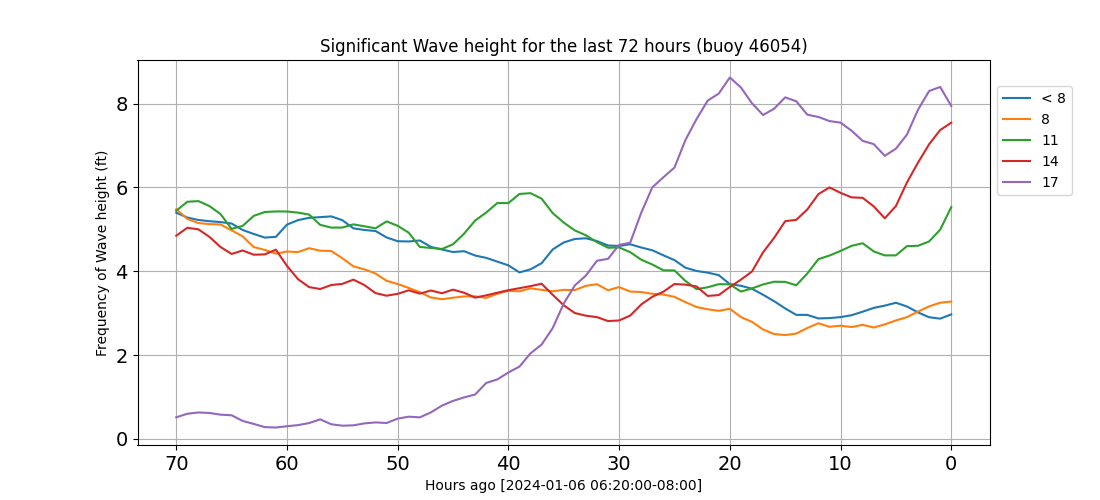 Significant Wave height for the last 72 hours (buoy 46054)
Frequency of Wave height (ft)
8
6
4
2
0
70 60 50 40 30 20 10 0
Hours ago [2024-01-06 06:20:00-08:00]
< 8
8
11
14
17